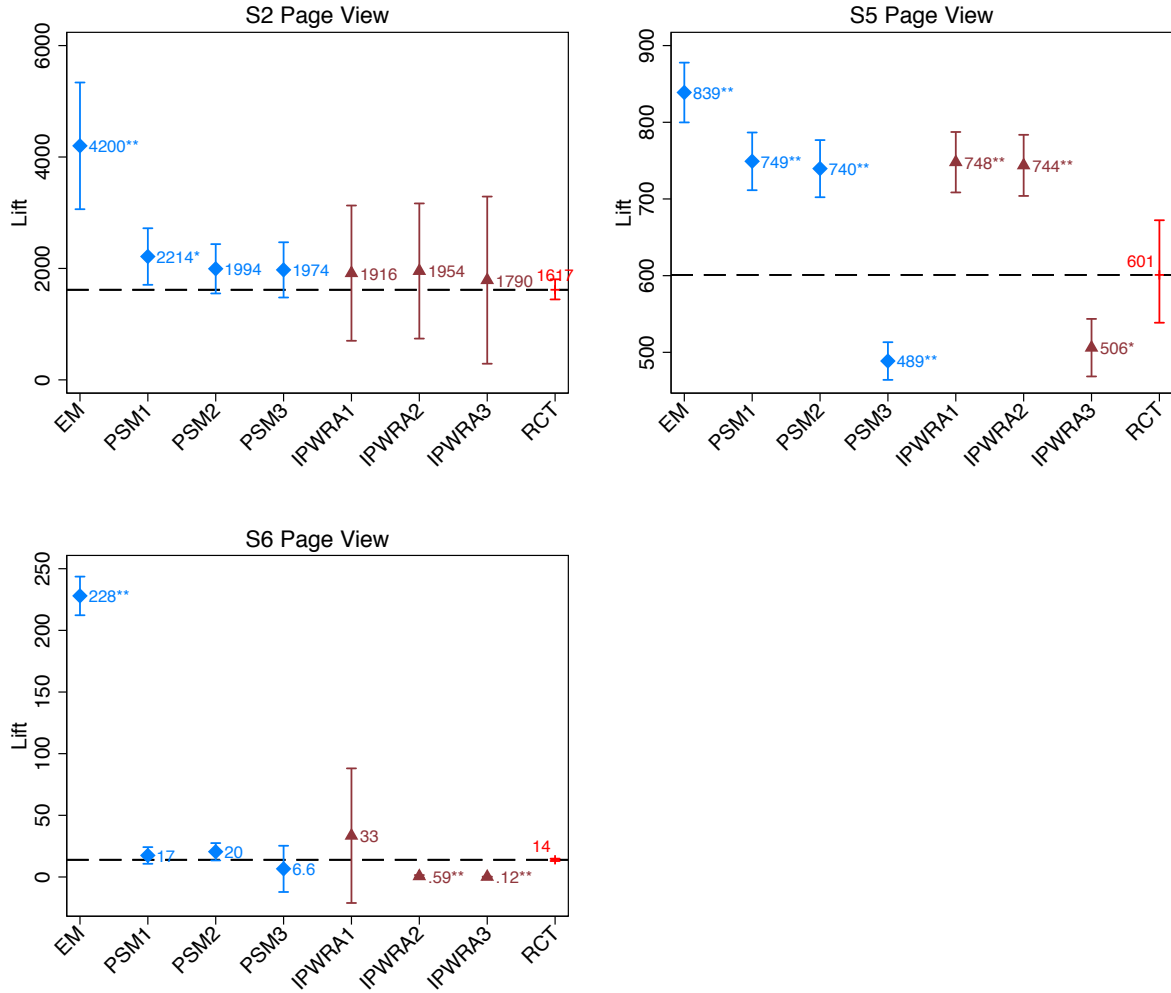 S2 Page View
Lift
6000
4000
2000
0
4200**
2214*
1994
1974
1916
1954
1790
1617
EM
PSM1
PSM2
PSM3
IPWRA1
IPWRA2
IPWRA3
RCT
S5 Page View
Lift
900
800
700
600
500
839**
749**
740**
489**
748**
744**
506*
601
EM
PSM1
PSM2
PSM3
IPWRA1
IPWRA2
IPWRA3
RCT
S6 Page View
Lift
250
200
150
100
50
0
228**
17
20
6.6
33
.59**
.12**
14
EM
PSM1
PSM2
PSM3
IPWRA1
IPWRA2
IPWRA3
RCT